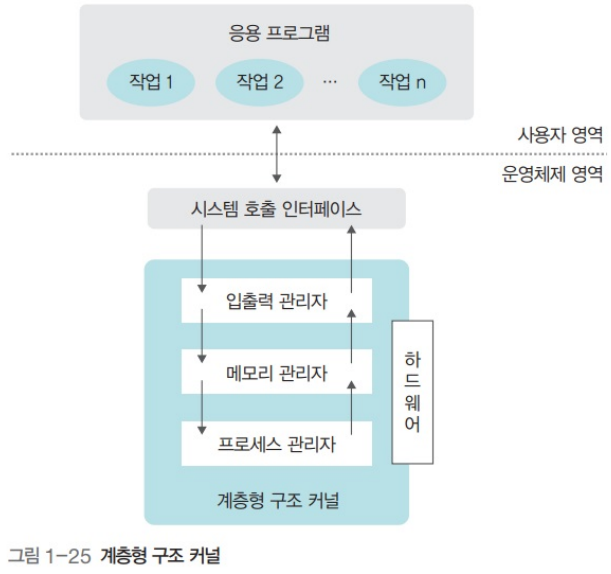 응용 프로그램
작업 1 작업 2 ··· 작업 n
사용자 영역
운영체제 영역
시스템 호출 인터페이스
입출력 관리자
메모리 관리자
하드웨어
프로세스 관리자
계층형 구조 커널
그림 1-25 계층형 구조 커널